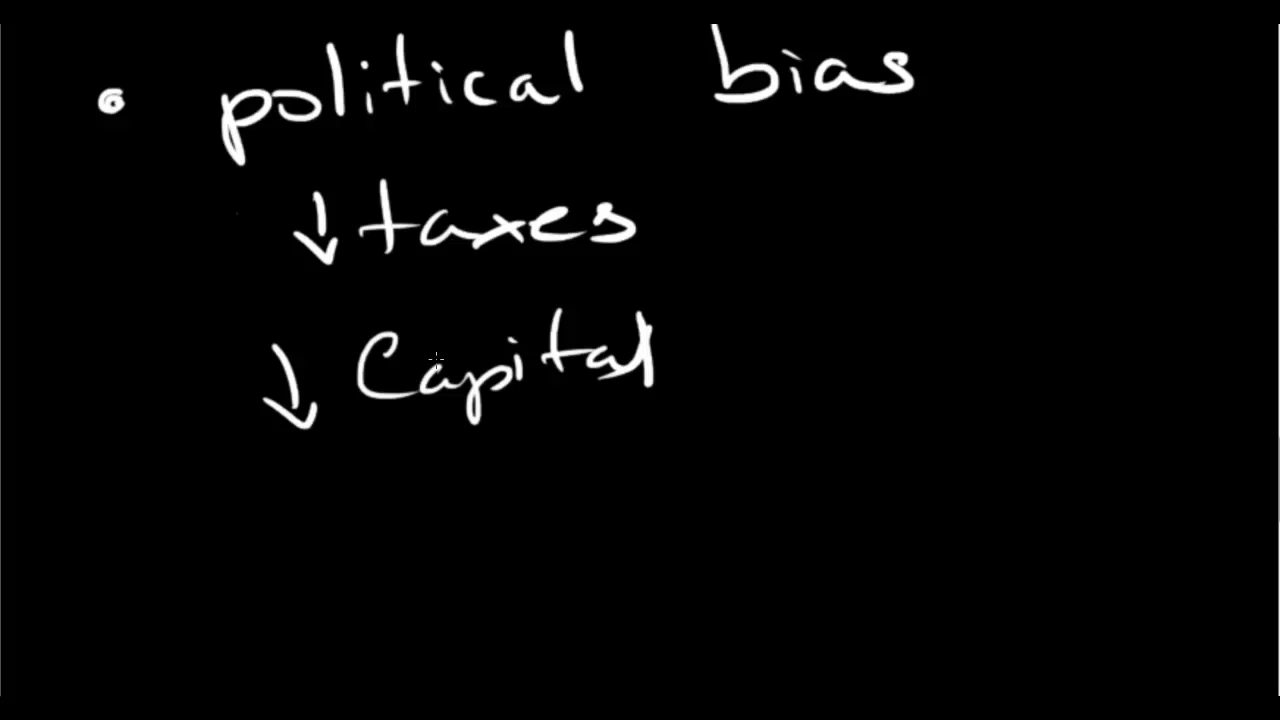 • political bias
↓ taxes
↓ Capital